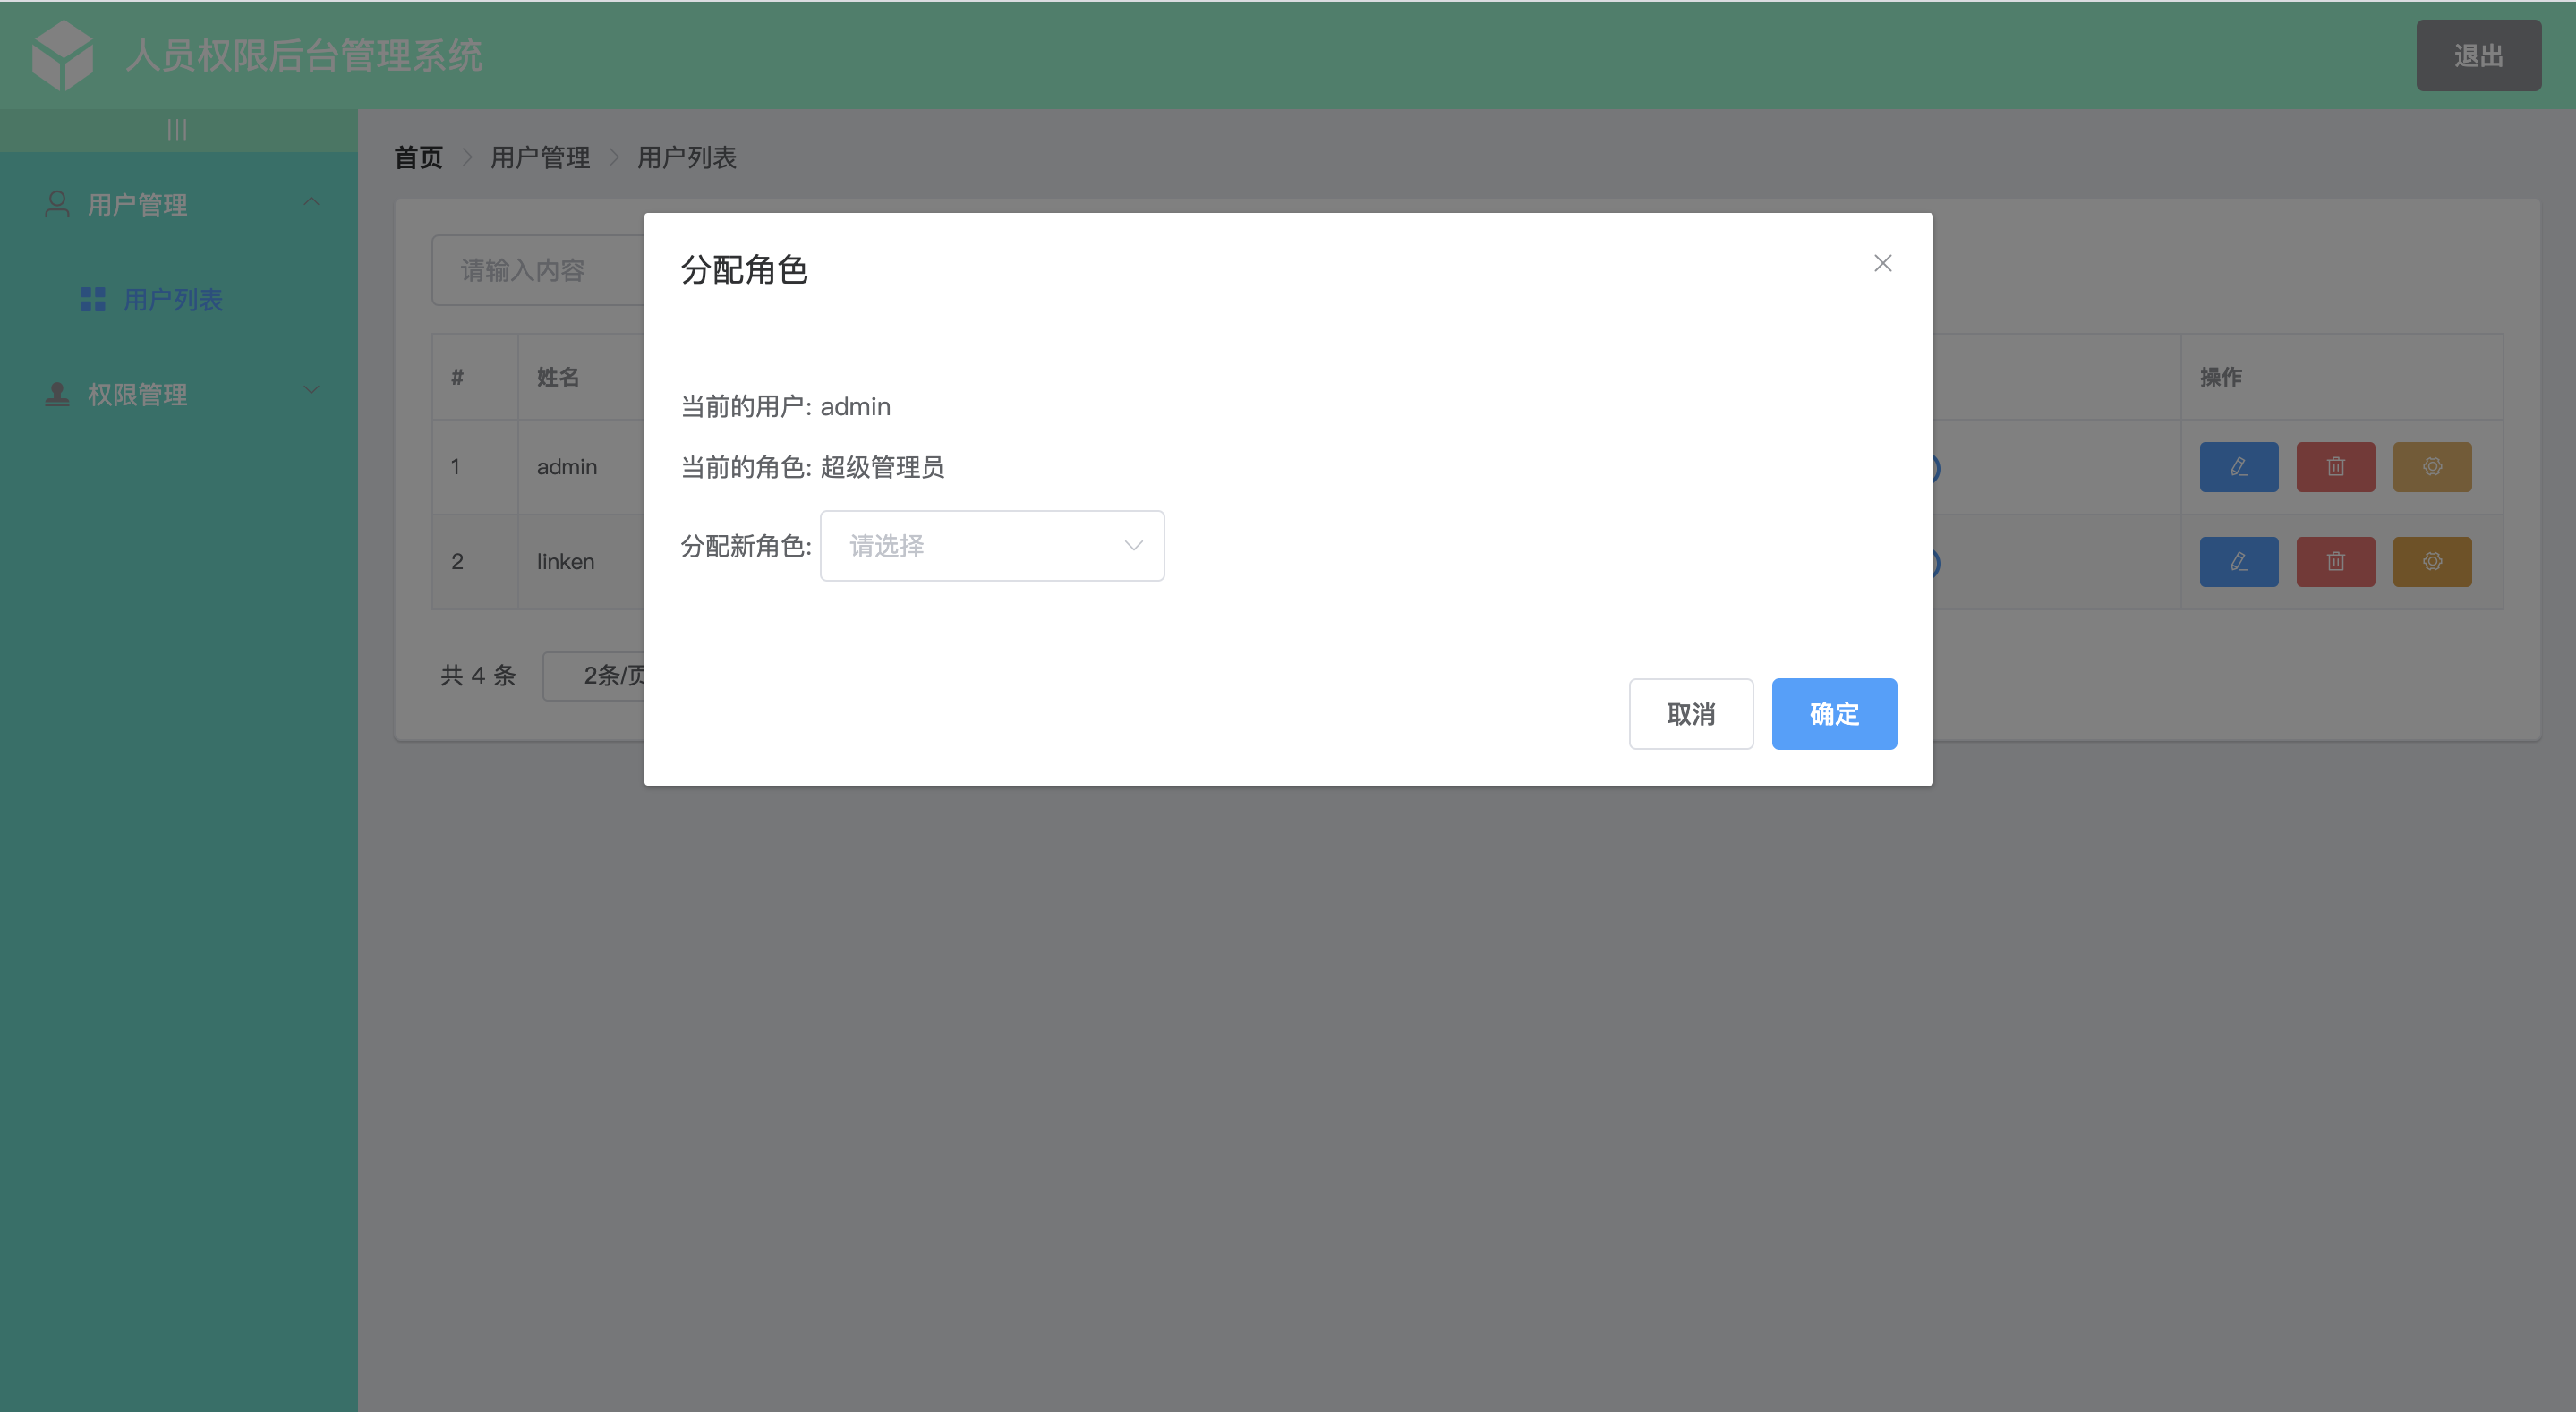 人员权限后台管理系统
退出
首页
用户管理
用户列表
用户管理
用户列表
权限管理
请输入内容
# 姓名 操作
1 admin
2 linken
共 4 条 2条/页
分配角色
当前的用户: admin
当前的角色: 超级管理员
分配新角色: 请选择
取消 确定